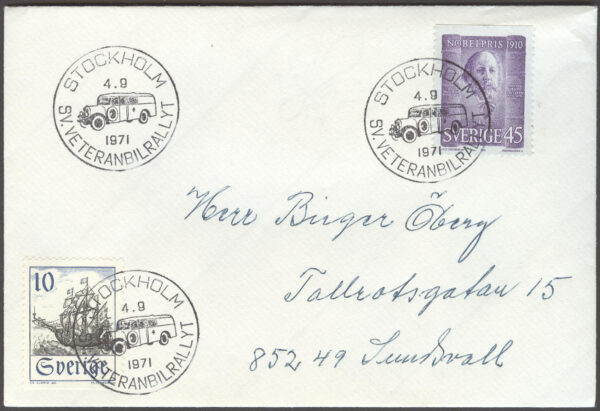 STOCKHOLM
4.9
1971
SV. VETERANBILRALLYT
NOBELPRIS 1910
SVERIGE 45
STOCKHOLM
4.9
1971
SV. VETERANBILRALLYT
Herr Birger Öberg
Tallrotsgatan 15
852 49 Sundsvall
10
Sverige
STOCKHOLM
4.9
1971
VETERANBILRALLYT